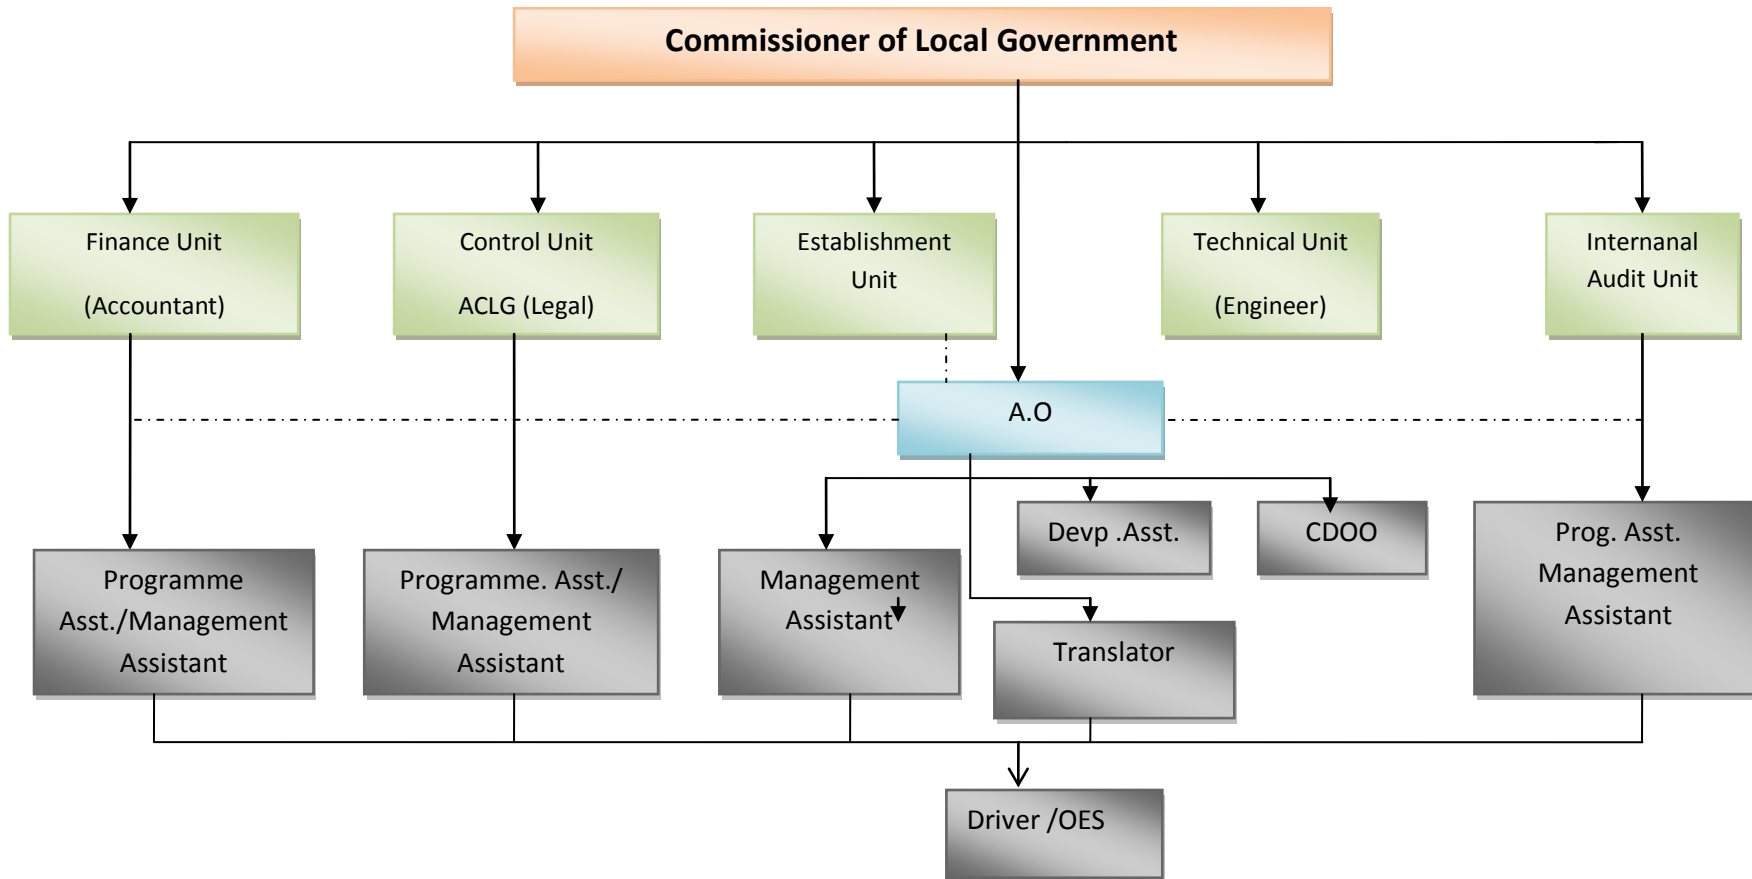 Commissioner of Local Government
Finance Unit
(Accountant)
Control Unit
ACLG (Legal)
Establishment
Unit
Technical Unit
(Engineer)
Internanal
Audit Unit
A.O
Devp .Asst.
CDOO
Prog. Asst.
Management
Assistant
Programme
Asst./Management
Assistant
Programme. Asst./
Management
Assistant
Management
Assistant
Translator
Driver /OES